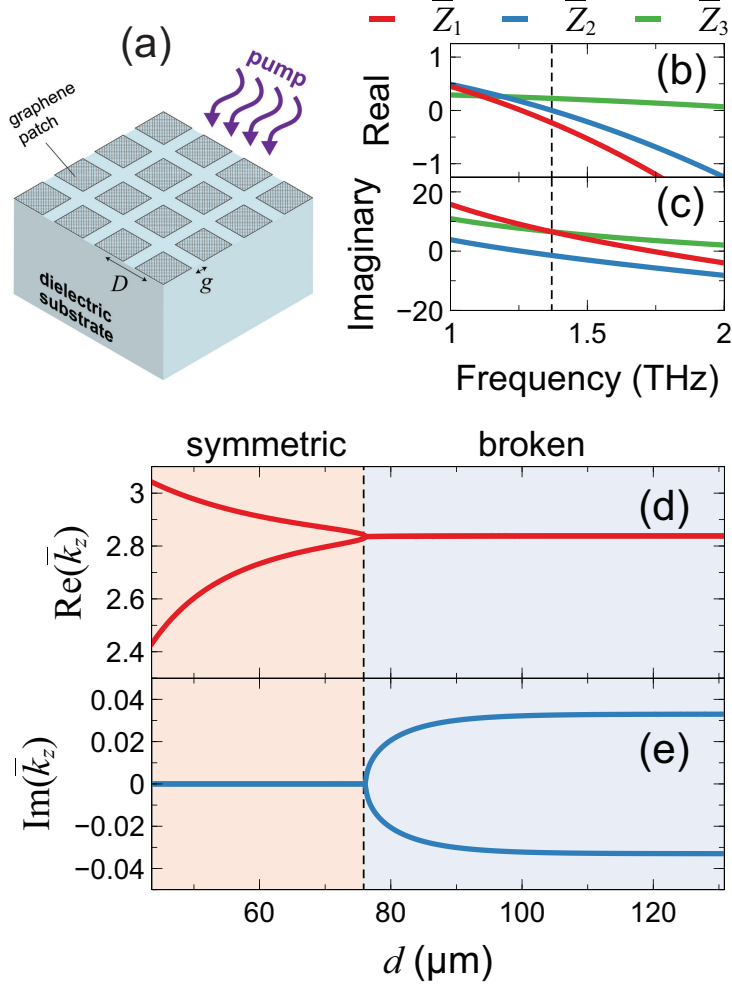 Z̅₁ Z̅₂ Z̅₃
(a)
pump
graphene
patch
D
g
dielectric
substrate
Real
1
0
−1
(b)
Imaginary
20
0
−20
(c)
1 1.5 2
Frequency (THz)
symmetric broken
Re(k̅_z)
3
2.8
2.6
2.4
(d)
Im(k̅_z)
0.04
0.02
0
−0.02
−0.04
(e)
60 80 100 120
d (μm)